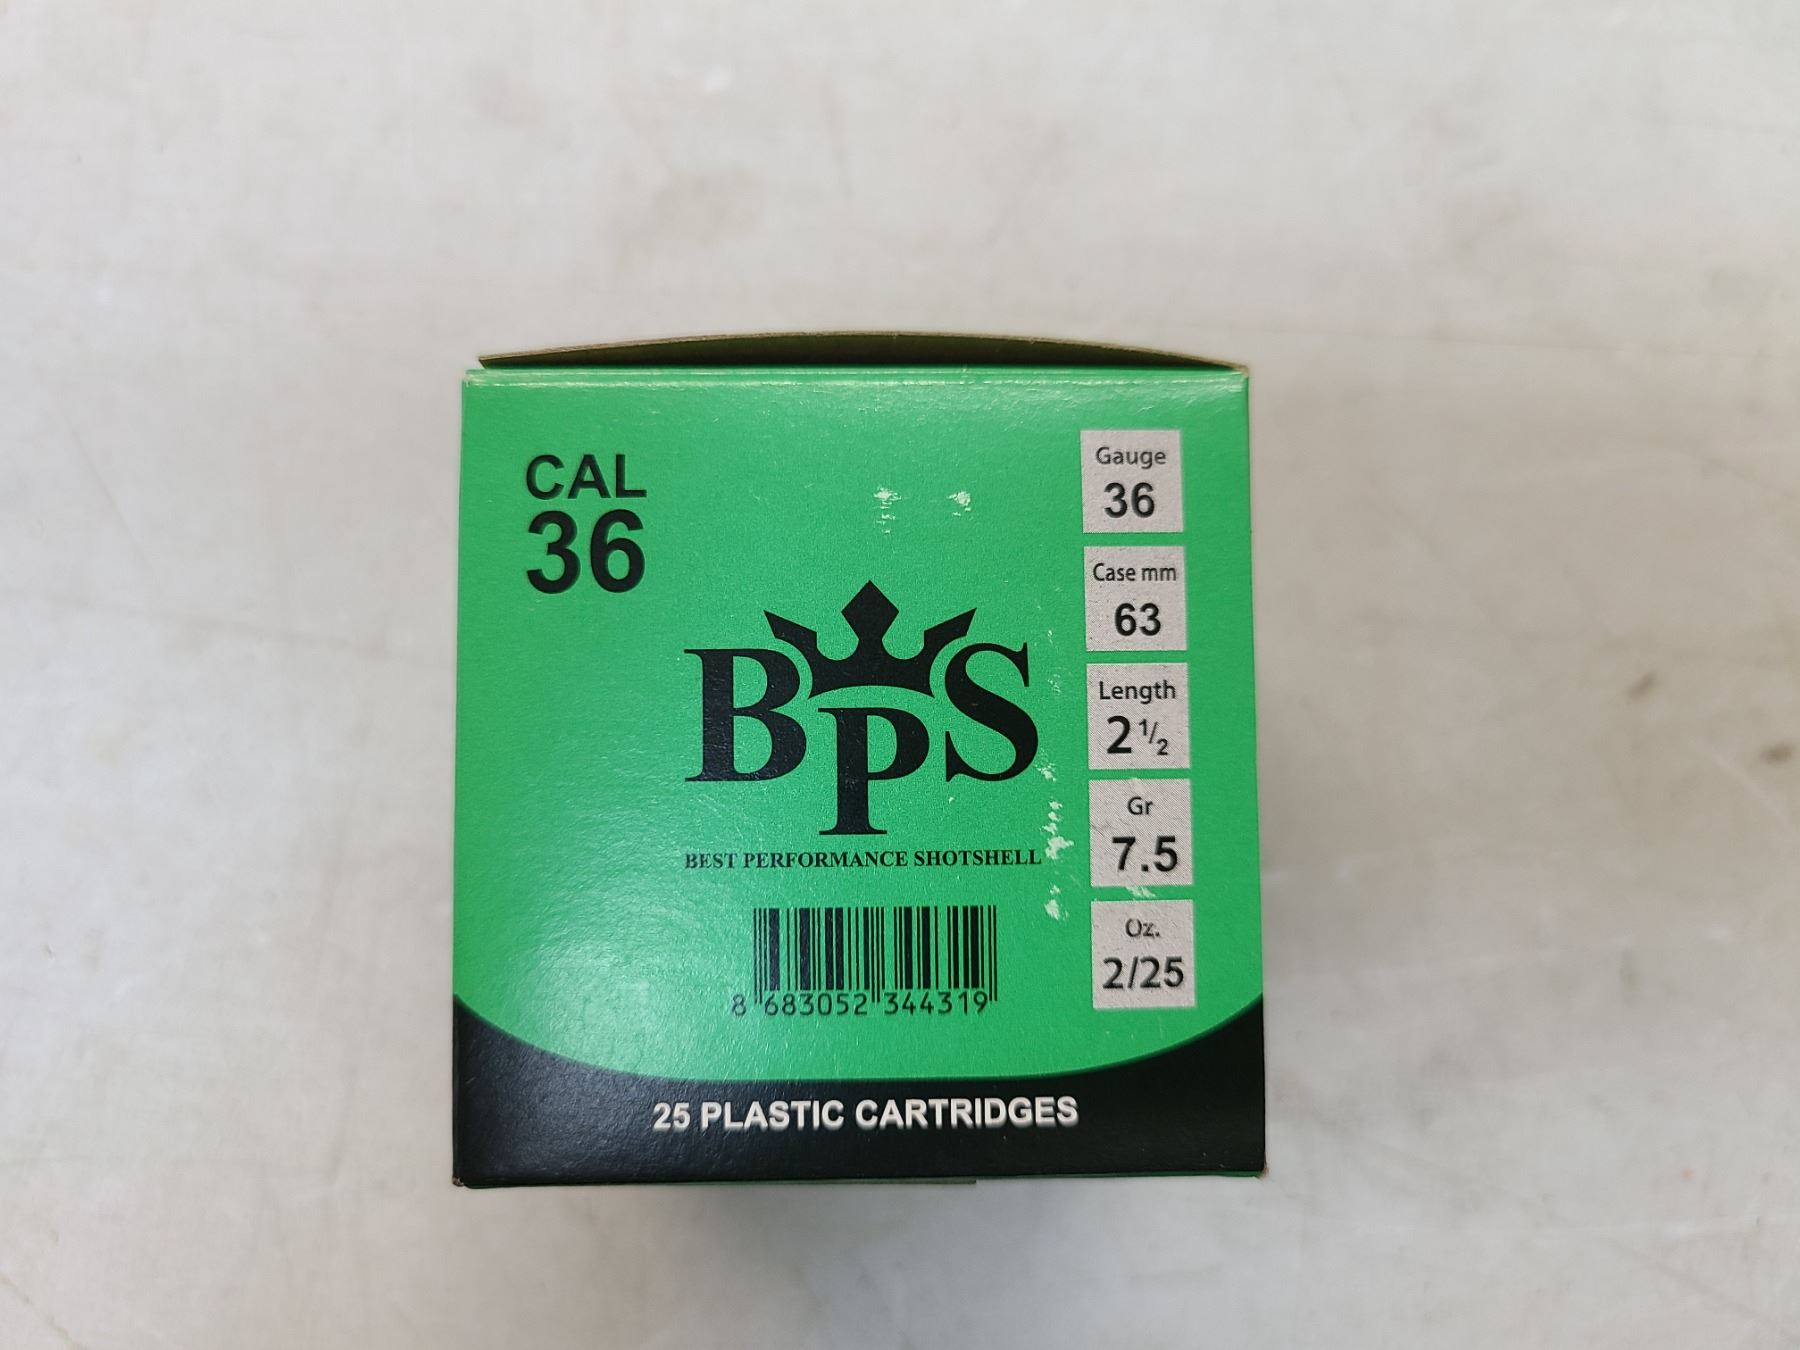 CAL
36
BPS
BEST PERFORMANCE SHOTSHELL
8 683052 344319
Gauge
36
Case mm
63
Length
2 1/2
Gr
7.5
Oz.
2/25
25 PLASTIC CARTRIDGES